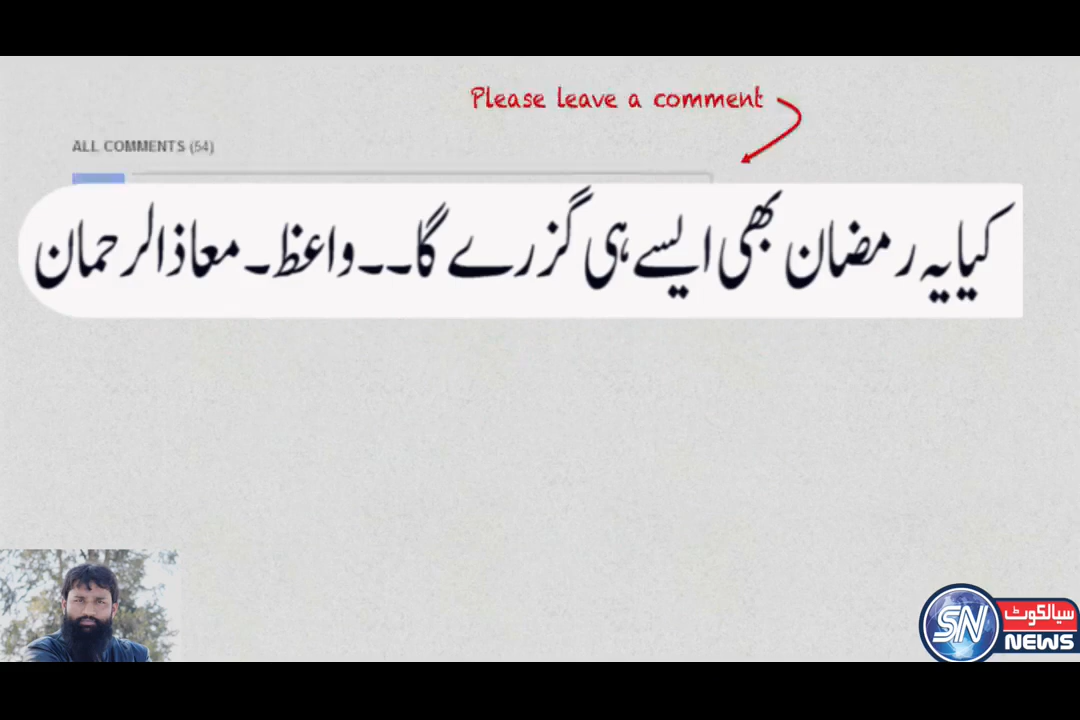 Please leave a comment
ALL COMMENTS (54)
کیا یہ رمضان بھی ایسے ہی گزرے گا۔۔واعظ۔معاذالرحمان
SN
سیالکوٹ
NEWS